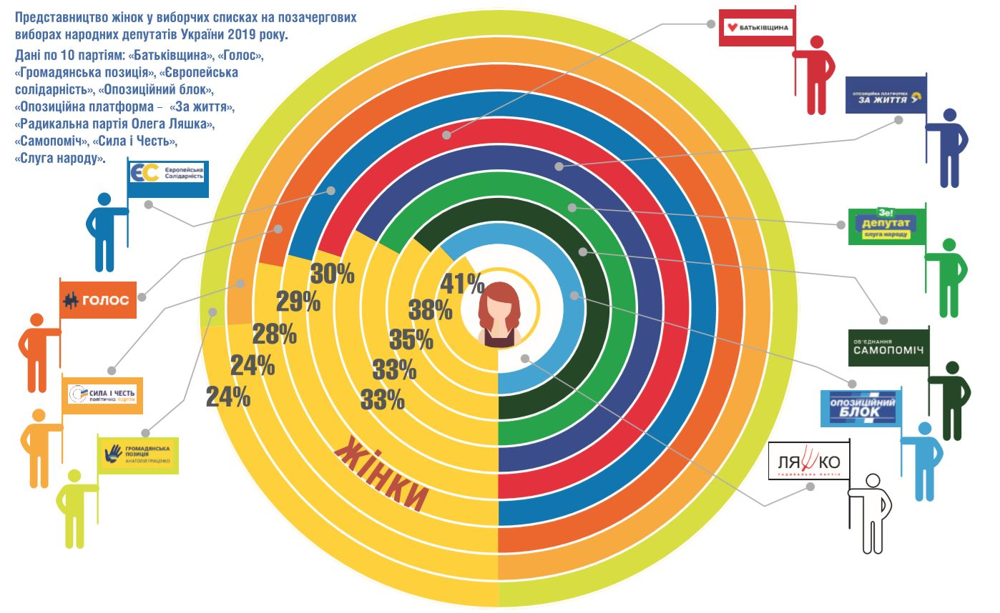 Представництво жінок у виборчих списках на позачергових
виборах народних депутатів України 2019 року.
Дані по 10 партіям: «Батьківщина», «Голос»,
«Громадянська позиція», «Європейська
солідарність», «Опозиційний блок»,
«Опозиційна платформа – «За життя»,
«Радикальна партія Олега Ляшка»,
«Самопоміч», «Сила і Честь»,
«Слуга народу».
БАТЬКІВЩИНА
ОПОЗИЦІЙНА ПЛАТФОРМА
ЗА ЖИТТЯ
ЄС Європейська
Солідарність
Зе!
депутат
слуга народу
ГОЛОС
30%
41%
29%
38%
28%
35%
24%
33%
24%
33%
ОБ'ЄДНАННЯ
САМОПОМІЧ
СИЛА І ЧЕСТЬ
політична партія
ОПОЗИЦІЙНИЙ
БЛОК
ГРОМАДЯНСЬКА
ПОЗИЦІЯ
АНАТОЛІЙ ГРИЦЕНКО
ЛЯШКО
РАДИКАЛЬНА ПАРТІЯ
ЖІНКИ